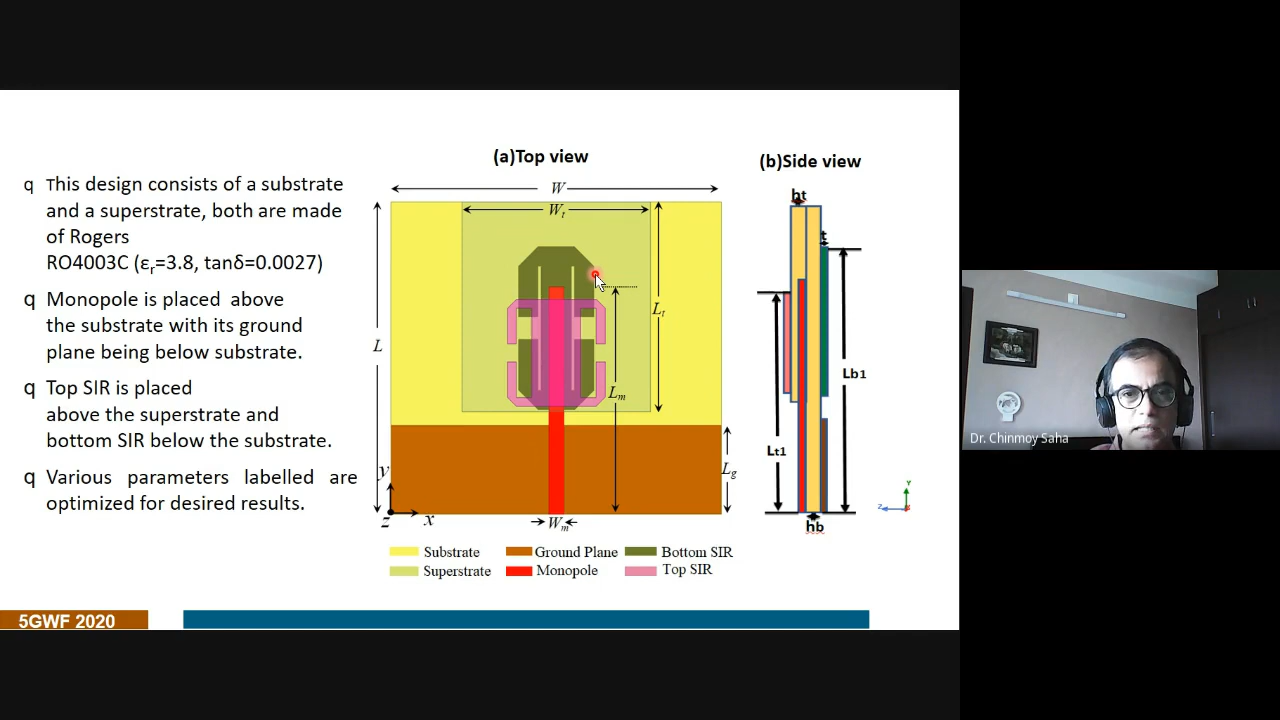 (a)Top view
(b)Side view
q This design consists of a substrate
and a superstrate, both are made
of Rogers
RO4003C (εr=3.8, tanδ=0.0027)
q Monopole is placed above
the substrate with its ground
plane being below substrate.
q Top SIR is placed
above the superstrate and
bottom SIR below the substrate.
q Various parameters labelled are
optimized for desired results.
W
Wt
L
Lt
Lm
Lg
Wm
y
z
x
ht
t
Lb1
Lt1
hb
Y
Z
Substrate
Ground Plane
Bottom SIR
Superstrate
Monopole
Top SIR
5GWF 2020
Dr. Chinmoy Saha